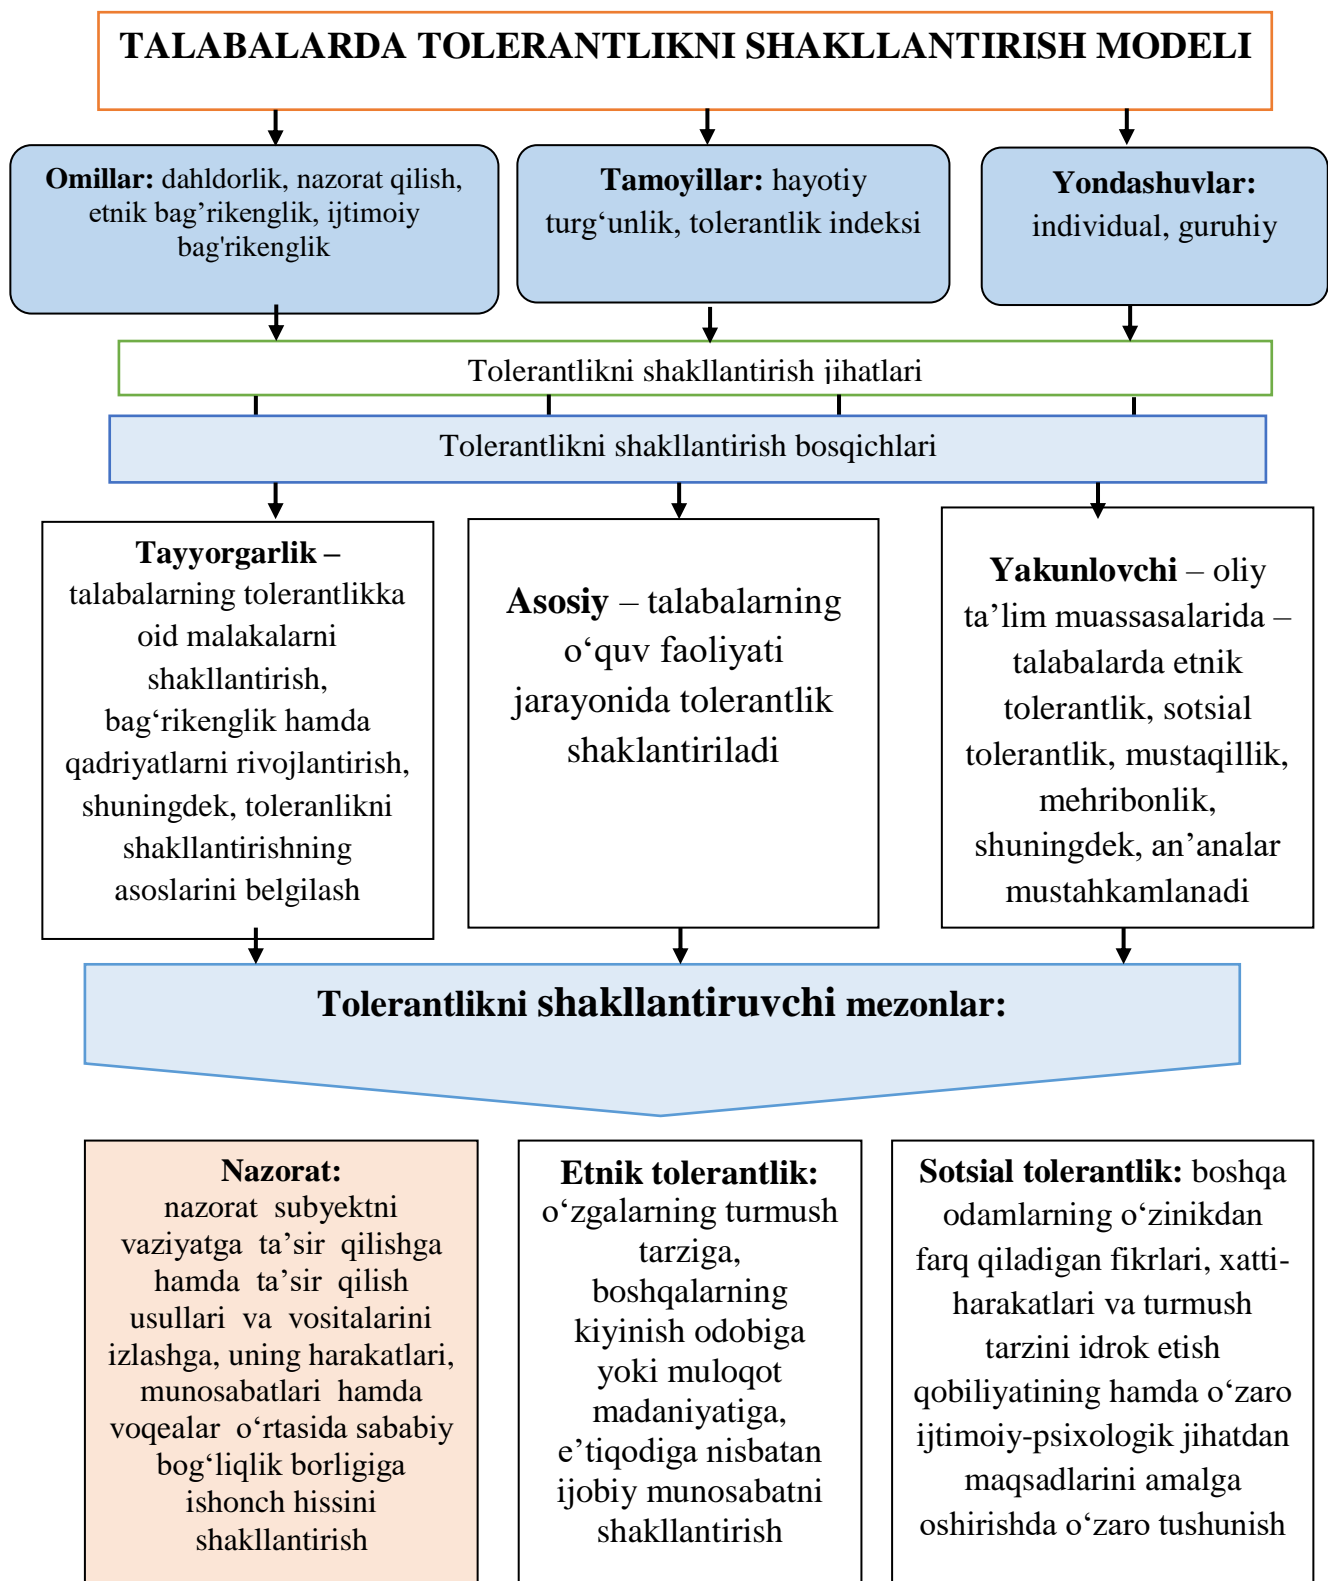 TALABALARDA TOLERANTLIKNI SHAKLLANTIRISH MODELI
Omillar: dahldorlik, nazorat qilish,
etnik bag’rikenglik, ijtimoiy
bag'rikenglik
Tamoyillar: hayotiy
turg‘unlik, tolerantlik indeksi
Yondashuvlar:
individual, guruhiy
Tolerantlikni shakllantirish jihatlari
Tolerantlikni shakllantirish bosqichlari
Tayyorgarlik –
talabalarning tolerantlikka
oid malakalarni
shakllantirish,
bag‘rikenglik hamda
qadriyatlarni rivojlantirish,
shuningdek, toleranlikni
shakllantirishning
asoslarini belgilash
Asosiy – talabalarning
o‘quv faoliyati
jarayonida tolerantlik
shaklantiriladi
Yakunlovchi – oliy
ta’lim muassasalarida –
talabalarda etnik
tolerantlik, sotsial
tolerantlik, mustaqillik,
mehribonlik,
shuningdek, an’analar
mustahkamlanadi
Tolerantlikni shakllantiruvchi mezonlar:
Nazorat:
nazorat subyektni
vaziyatga ta’sir qilishga
hamda ta’sir qilish
usullari va vositalarini
izlashga, uning harakatlari,
munosabatlari hamda
voqealar o‘rtasida sababiy
bog‘liqlik borligiga
ishonch hissini
shakllantirish
Etnik tolerantlik:
o‘zgalarning turmush
tarziga,
boshqalarning
kiyinish odobiga
yoki muloqot
madaniyatiga,
e’tiqodiga nisbatan
ijobiy munosabatni
shakllantirish
Sotsial tolerantlik: boshqa
odamlarning o‘zinikdan
farq qiladigan fikrlari, xatti-
harakatlari va turmush
tarzini idrok etish
qobiliyatining hamda o‘zaro
ijtimoiy-psixologik jihatdan
maqsadlarini amalga
oshirishda o‘zaro tushunish